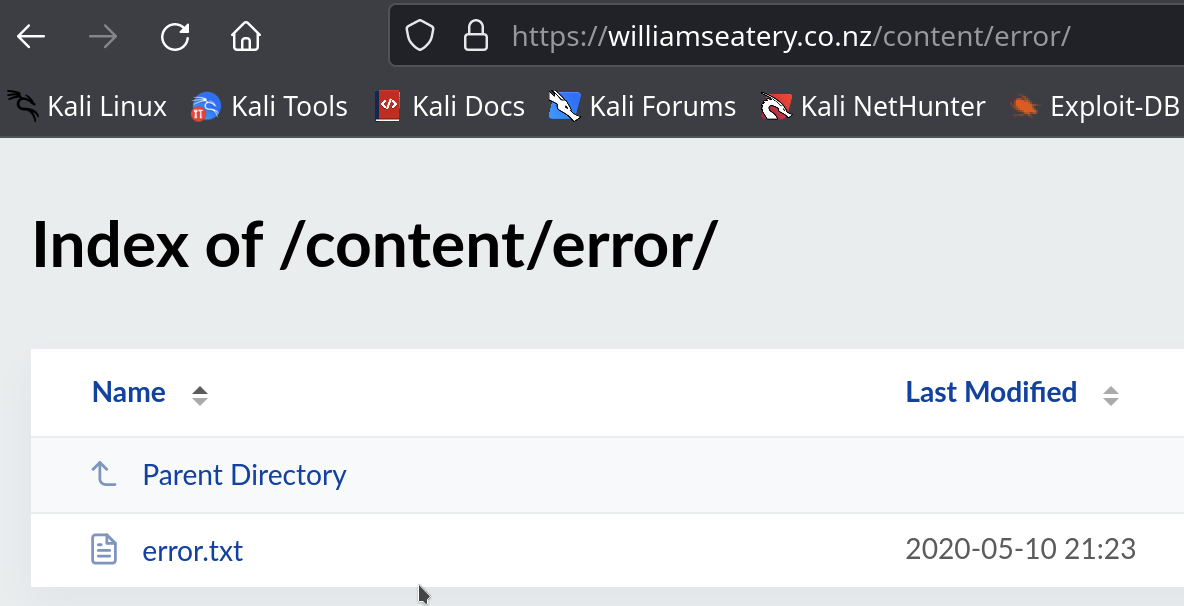 https://williamseatery.co.nz/content/error/
Kali Linux Kali Tools Kali Docs Kali Forums Kali NetHunter Exploit-DB
Index of /content/error/
Name Last Modified
Parent Directory
error.txt 2020-05-10 21:23